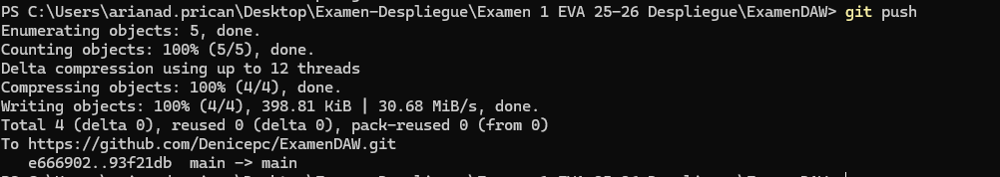 PS C:\Users\arianad.prican\Desktop\Examen-Despliegue\Examen 1 EVA 25-26 Despliegue\ExamenDAW> git push
Enumerating objects: 5, done.
Counting objects: 100% (5/5), done.
Delta compression using up to 12 threads
Compressing objects: 100% (4/4), done.
Writing objects: 100% (4/4), 398.81 KiB | 30.68 MiB/s, done.
Total 4 (delta 0), reused 0 (delta 0), pack-reused 0 (from 0)
To https://github.com/Denicepc/ExamenDAW.git
   e666902..93f21db  main -> main